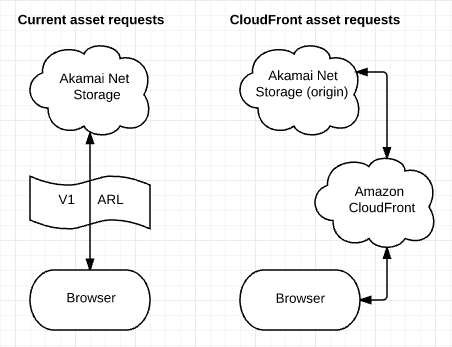 Current asset requests
CloudFront asset requests
Akamai Net
Storage
V1 ARL
Browser
Akamai Net
Storage (origin)
Amazon
CloudFront
Browser